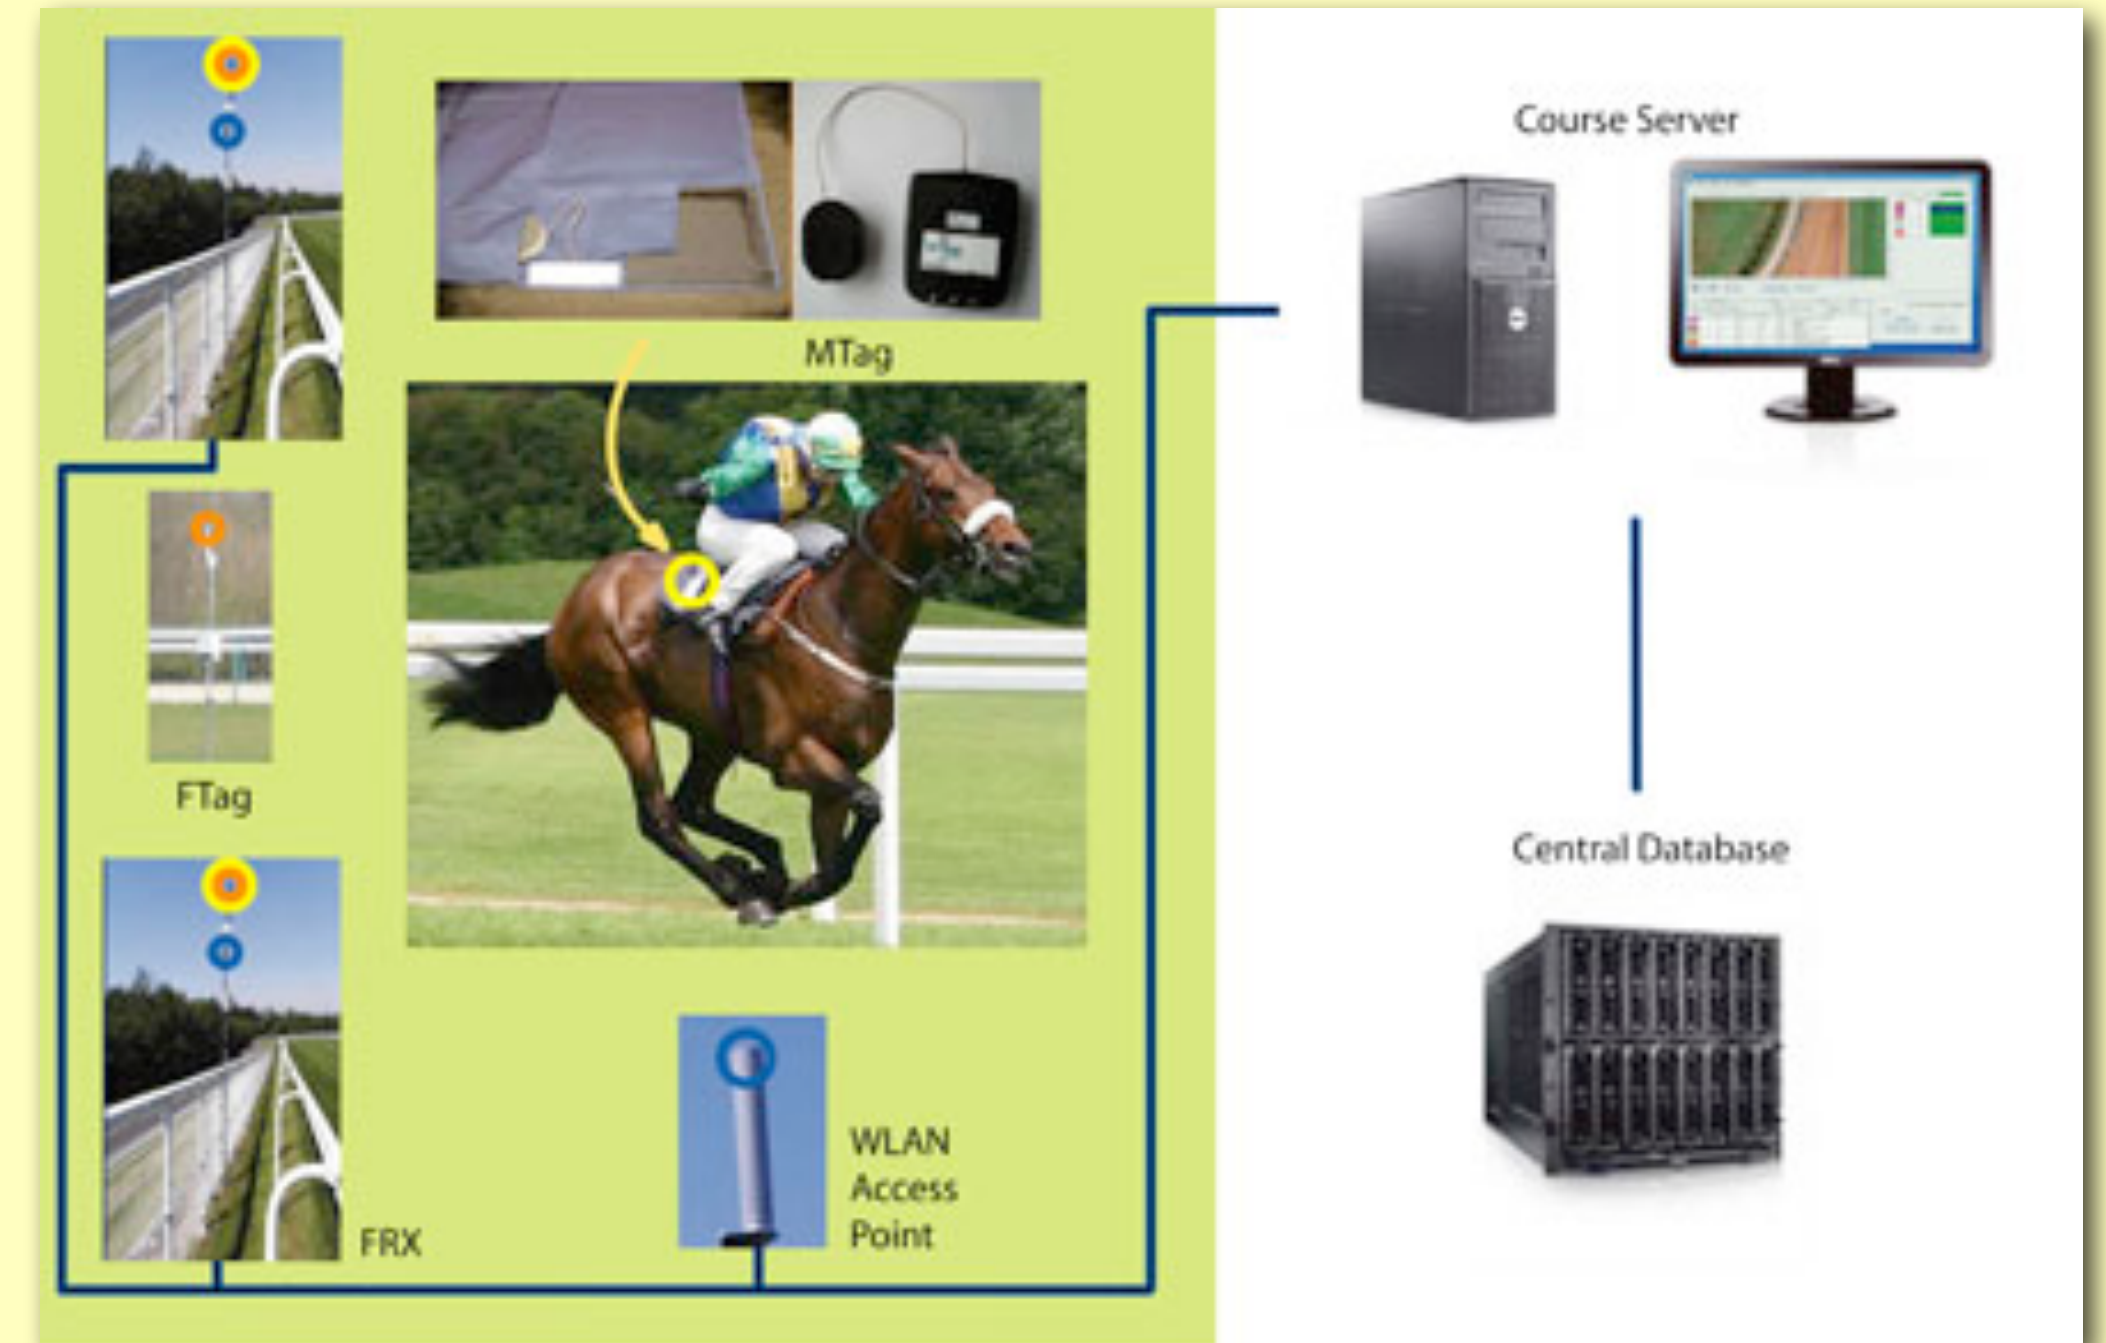 Course Server
MTag
FTag
Central Database
WLAN
Access
Point
FRX